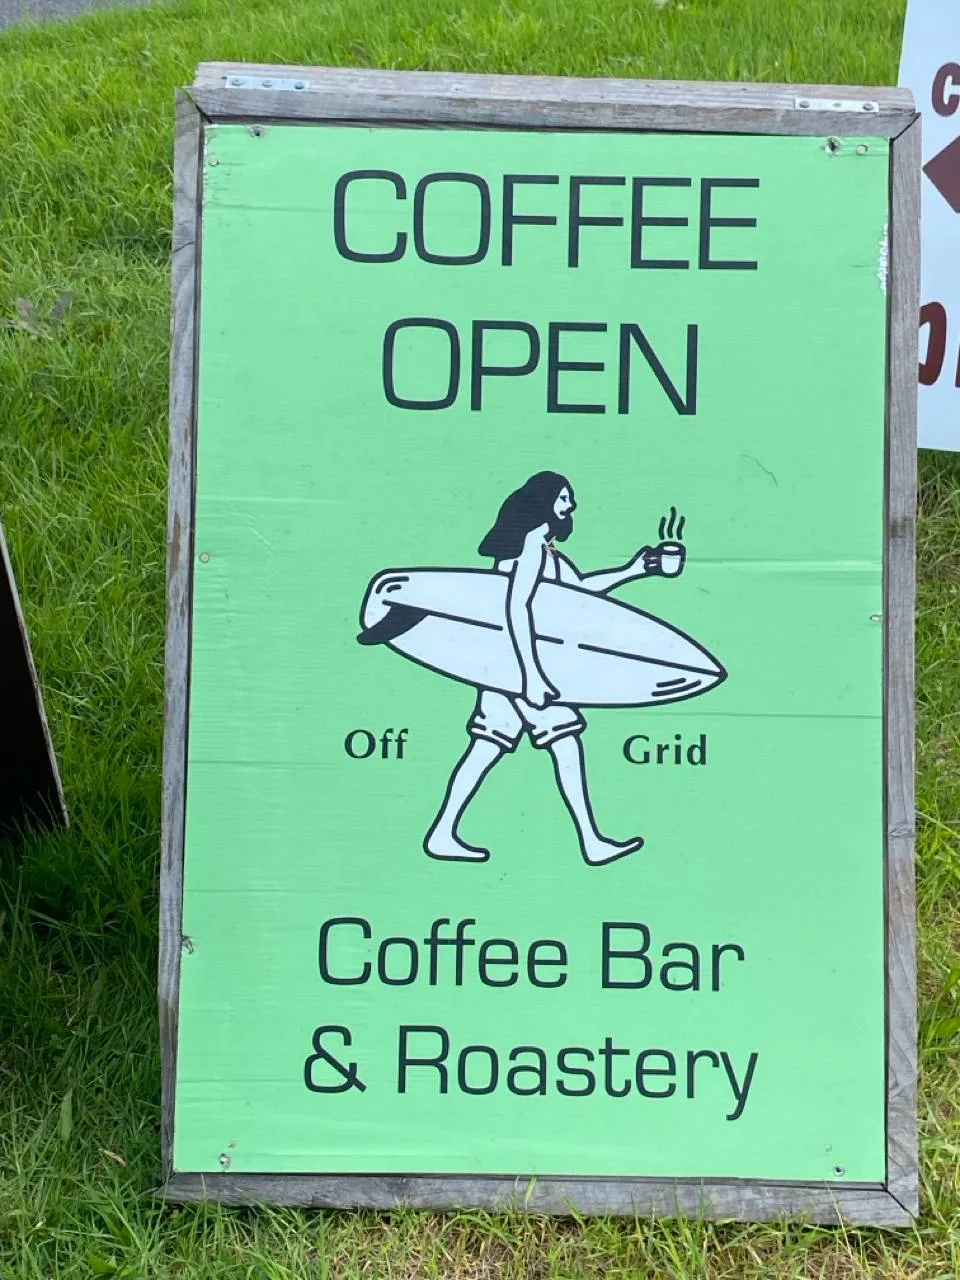 COFFEE
OPEN
Off Grid
Coffee Bar
& Roastery